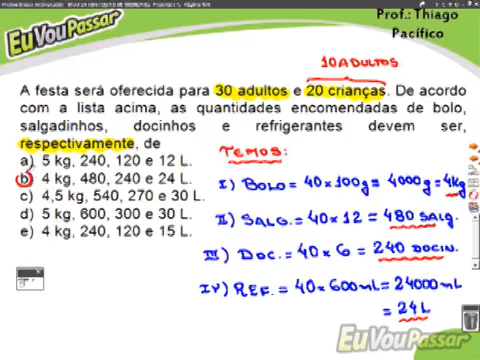 EuVouPassar
Prof.: Thiago
Pacífico
10 ADULTOS
A festa será oferecida para 30 adultos e 20 crianças. De acordo
com a lista acima, as quantidades encomendadas de bolo,
salgadinhos, docinhos e refrigerantes devem ser,
respectivamente, de
TEMOS:
a) 5 kg, 240, 120 e 12 L.
b) 4 kg, 480, 240 e 24 L.
c) 4,5 kg, 540, 270 e 30 L.
d) 5 kg, 600, 300 e 30 L.
e) 4 kg, 240, 120 e 15 L.
I) BOLO = 40 x 100g = 4000g = 4Kg
II) SALG. = 40 x 12 = 480 SALG.
III) DOC. = 40 x 6 = 240 DOCIN.
IV) REF. = 40 x 600mL = 24000mL
= 24L
EuVouPassar